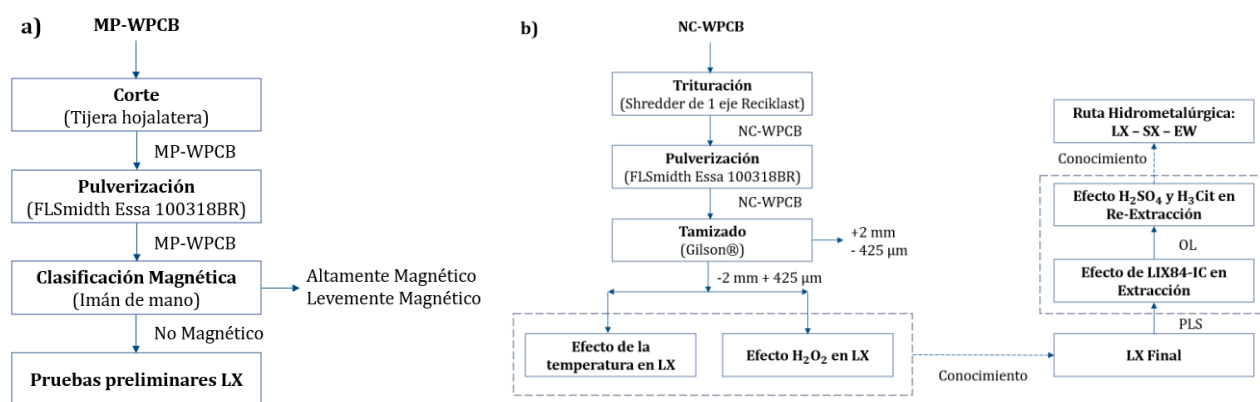 a)
MP-WPCB
Corte
(Tijera hojalatera)
MP-WPCB
Pulverización
(FLSmidth Essa 100318BR)
MP-WPCB
Clasificación Magnética
(Imán de mano)
Altamente Magnético
Levemente Magnético
No Magnético
Pruebas preliminares LX
b)
NC-WPCB
Trituración
(Shredder de 1 eje Reciklast)
NC-WPCB
Pulverización
(FLSmidth Essa 100318BR)
NC-WPCB
Tamizado
(Gilson®)
+2 mm
- 425 µm
-2 mm + 425 µm
Efecto de la
temperatura en LX
Efecto H₂O₂ en LX
Conocimiento
LX Final
PLS
Efecto de LIX84-IC en
Extracción
OL
Efecto H₂SO₄ y H₃Cit en
Re-Extracción
Conocimiento
Ruta Hidrometalúrgica:
LX – SX – EW